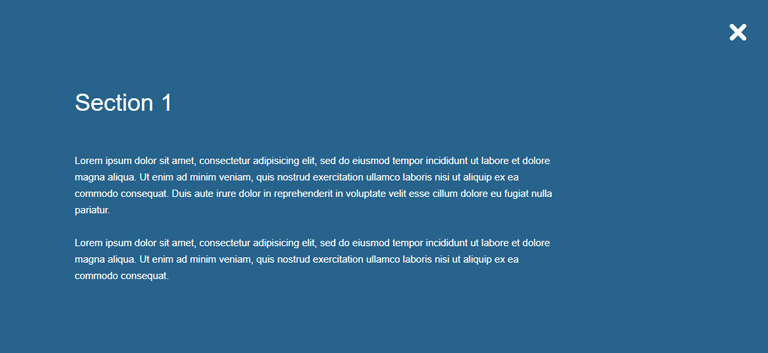 Section 1
Lorem ipsum dolor sit amet, consectetur adipisicing elit, sed do eiusmod tempor incididunt ut labore et dolore
magna aliqua. Ut enim ad minim veniam, quis nostrud exercitation ullamco laboris nisi ut aliquip ex ea
commodo consequat. Duis aute irure dolor in reprehenderit in voluptate velit esse cillum dolore eu fugiat nulla
pariatur.
Lorem ipsum dolor sit amet, consectetur adipisicing elit, sed do eiusmod tempor incididunt ut labore et dolore
magna aliqua. Ut enim ad minim veniam, quis nostrud exercitation ullamco laboris nisi ut aliquip ex ea
commodo consequat.